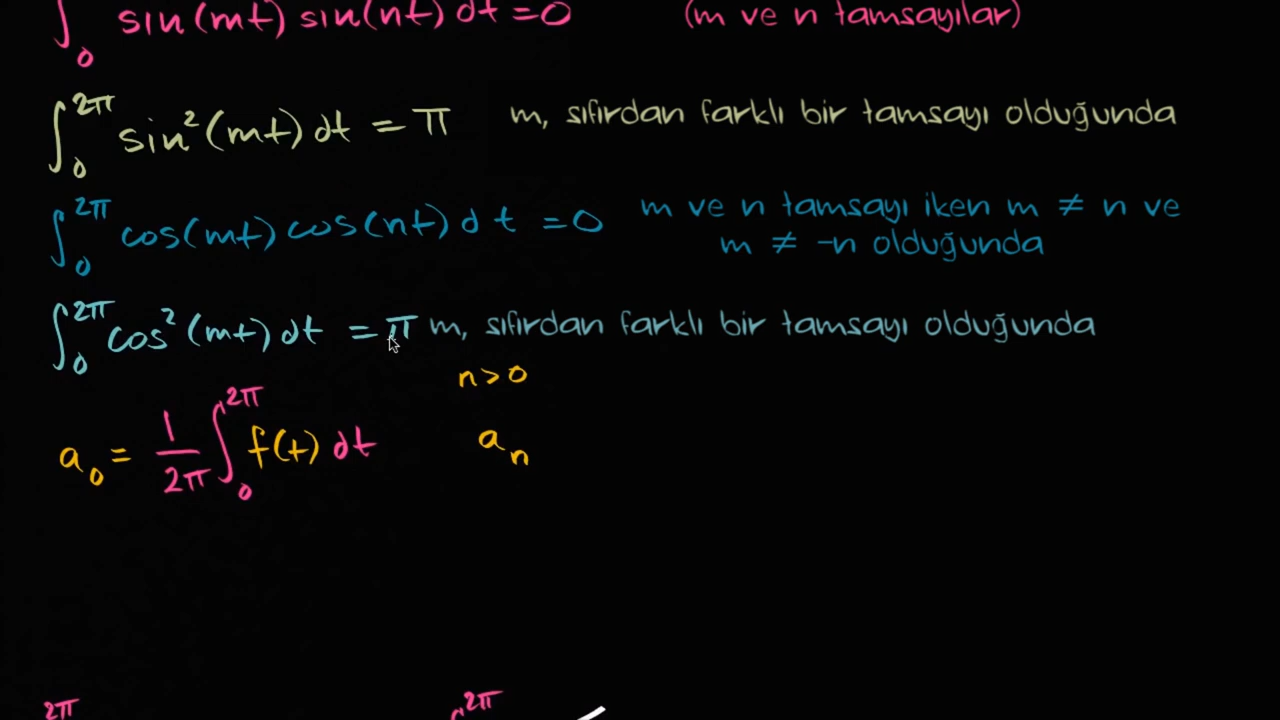 ∫₀ sin(mt) sin(nt) dt = 0 (m ve n tamsayılar)
∫₀^2π sin²(mt) dt = π m, sıfırdan farklı bir tamsayı olduğunda
∫₀^2π cos(mt) cos(nt) dt = 0 m ve n tamsayı iken m ≠ n ve
m ≠ -n olduğunda
∫₀^2π cos²(mt) dt = π m, sıfırdan farklı bir tamsayı olduğunda
n > 0
a₀ = 1/2π ∫₀^2π f(t) dt aₙ
2π 2π